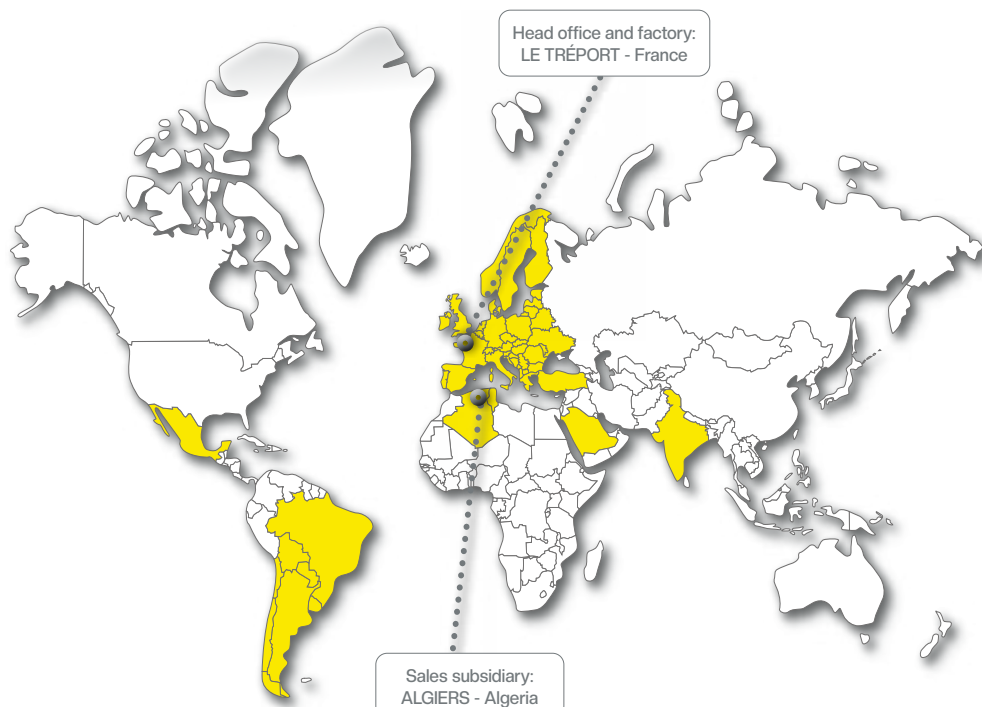 Head office and factory:
LE TRÉPORT - France
Sales subsidiary:
ALGIERS - Algeria